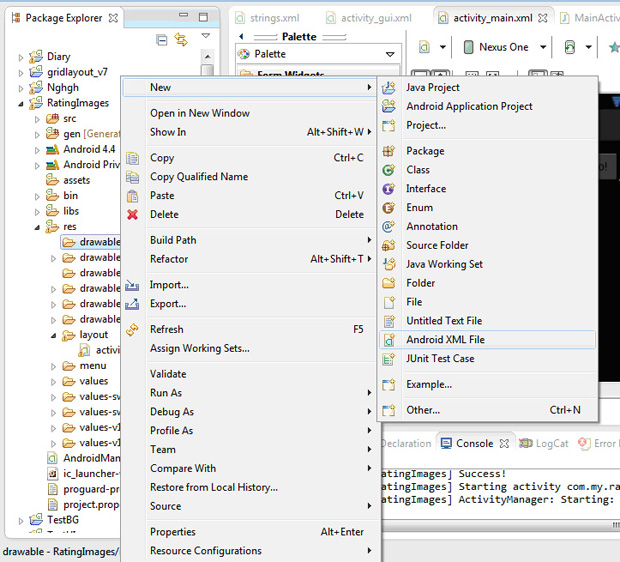 Package Explorer
Diary
gridlayout_v7
Nghgh
RatingImages
src
gen [Generat
Android 4.4
Android Priv
assets
bin
libs
res
drawable
drawable
drawable
drawable
drawable
drawable
layout
activi
menu
values
values-sw
values-sw
values-v1
values-v1
AndroidMan
ic_launcher-
proguard-pro
project.prope
TestBG
drawable - RatingImages/
New
Open in New Window
Show In Alt+Shift+W
Copy Ctrl+C
Copy Qualified Name
Paste Ctrl+V
Delete Delete
Build Path
Refactor Alt+Shift+T
Import...
Export...
Refresh F5
Assign Working Sets...
Validate
Run As
Debug As
Profile As
Team
Compare With
Restore from Local History...
Source
Properties Alt+Enter
Resource Configurations
strings.xml activity_gui.xml activity_main.xml MainActiv
Palette
Palette
Nexus One
Form Widgets
Java Project
Android Application Project
Project...
Package
Class
Interface
Enum
Annotation
Source Folder
Java Working Set
Folder
File
Untitled Text File
Android XML File
JUnit Test Case
Example...
Other... Ctrl+N
Declaration Console LogCat Error
RatingImages] Success!
RatingImages] Starting activity com.my.ra
RatingImages] ActivityManager: Starting: